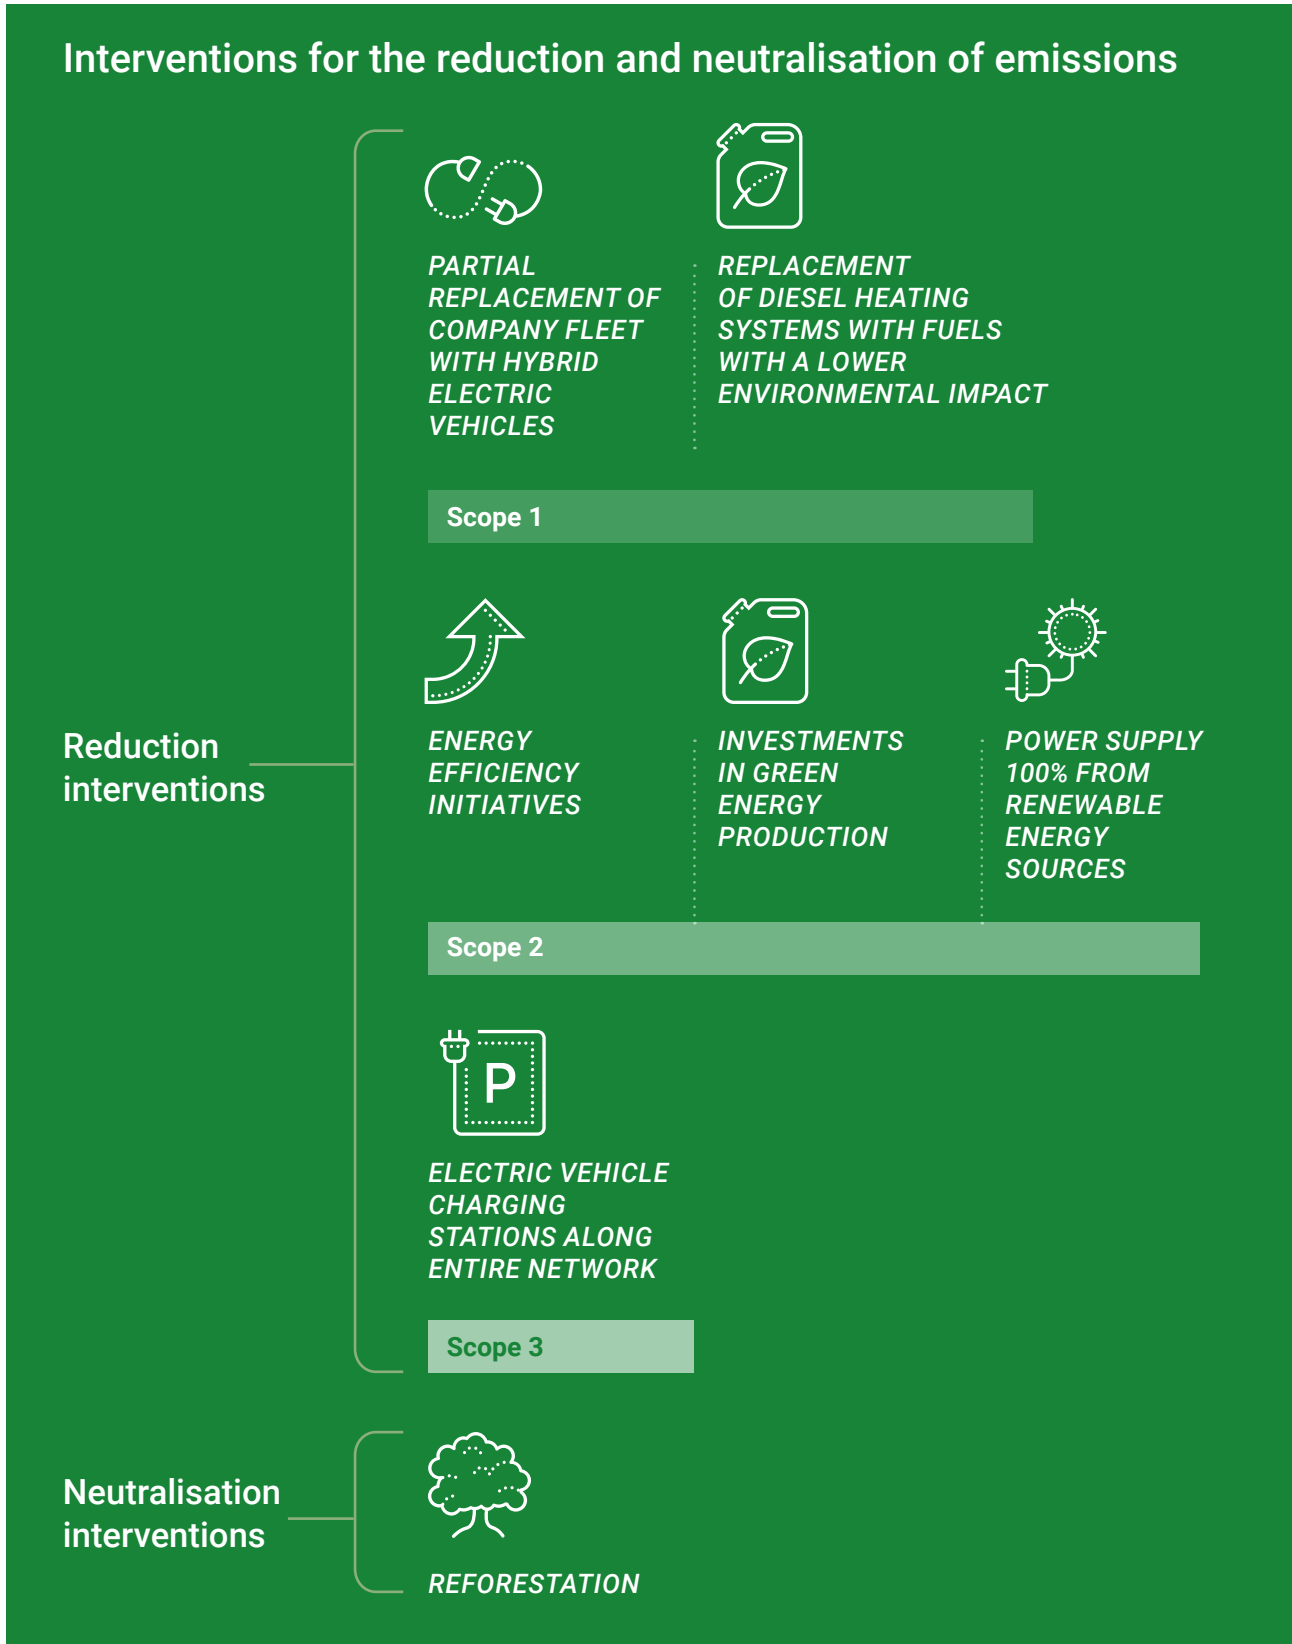 Interventions for the reduction and neutralisation of emissions
PARTIAL
REPLACEMENT OF
COMPANY FLEET
WITH HYBRID
ELECTRIC
VEHICLES
REPLACEMENT
OF DIESEL HEATING
SYSTEMS WITH FUELS
WITH A LOWER
ENVIRONMENTAL IMPACT
Scope 1
Reduction
interventions
ENERGY
EFFICIENCY
INITIATIVES
INVESTMENTS
IN GREEN
ENERGY
PRODUCTION
POWER SUPPLY
100% FROM
RENEWABLE
ENERGY
SOURCES
Scope 2
P
ELECTRIC VEHICLE
CHARGING
STATIONS ALONG
ENTIRE NETWORK
Scope 3
Neutralisation
interventions
REFORESTATION